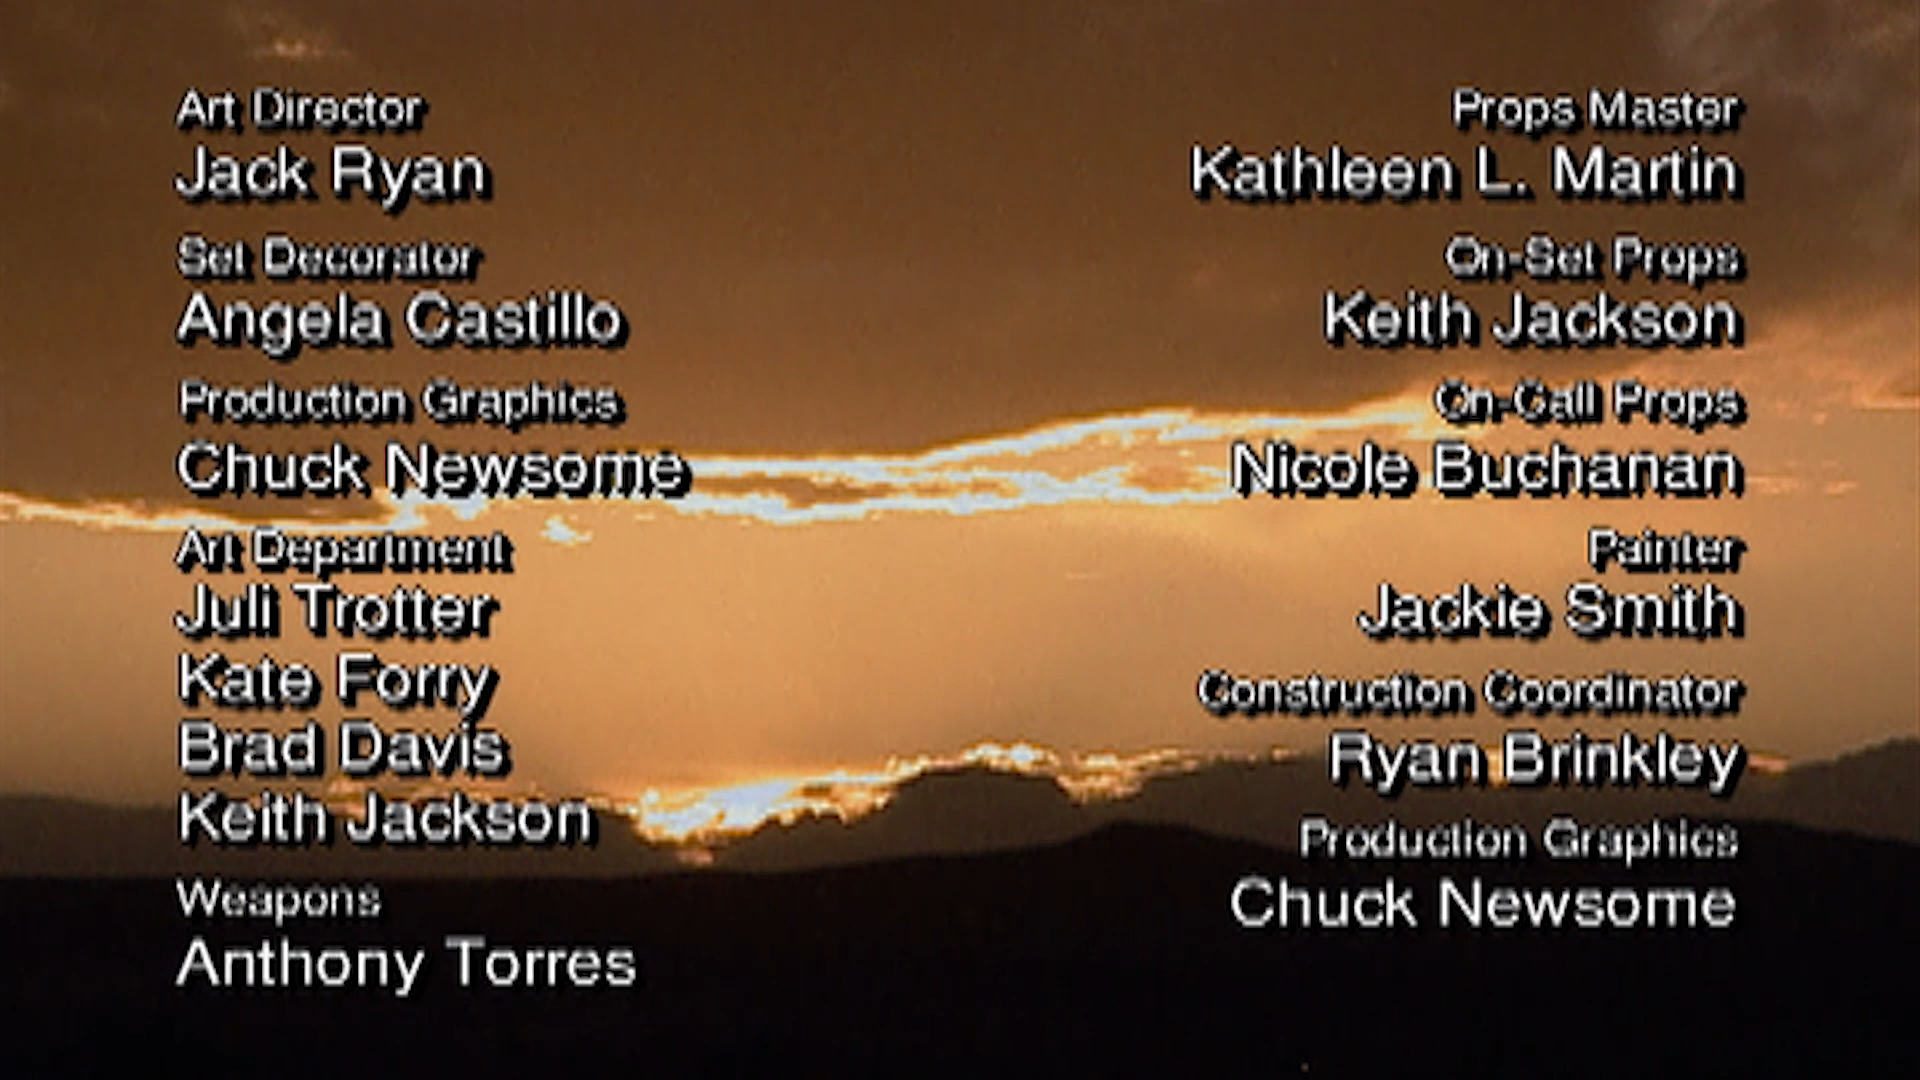 Art Director
Jack Ryan
Set Decorator
Angela Castillo
Production Graphics
Chuck Newsome
Art Department
Juli Trotter
Kate Forry
Brad Davis
Keith Jackson
Weapons
Anthony Torres
Props Master
Kathleen L. Martin
On-Set Props
Keith Jackson
On-Call Props
Nicole Buchanan
Painter
Jackie Smith
Construction Coordinator
Ryan Brinkley
Production Graphics
Chuck Newsome